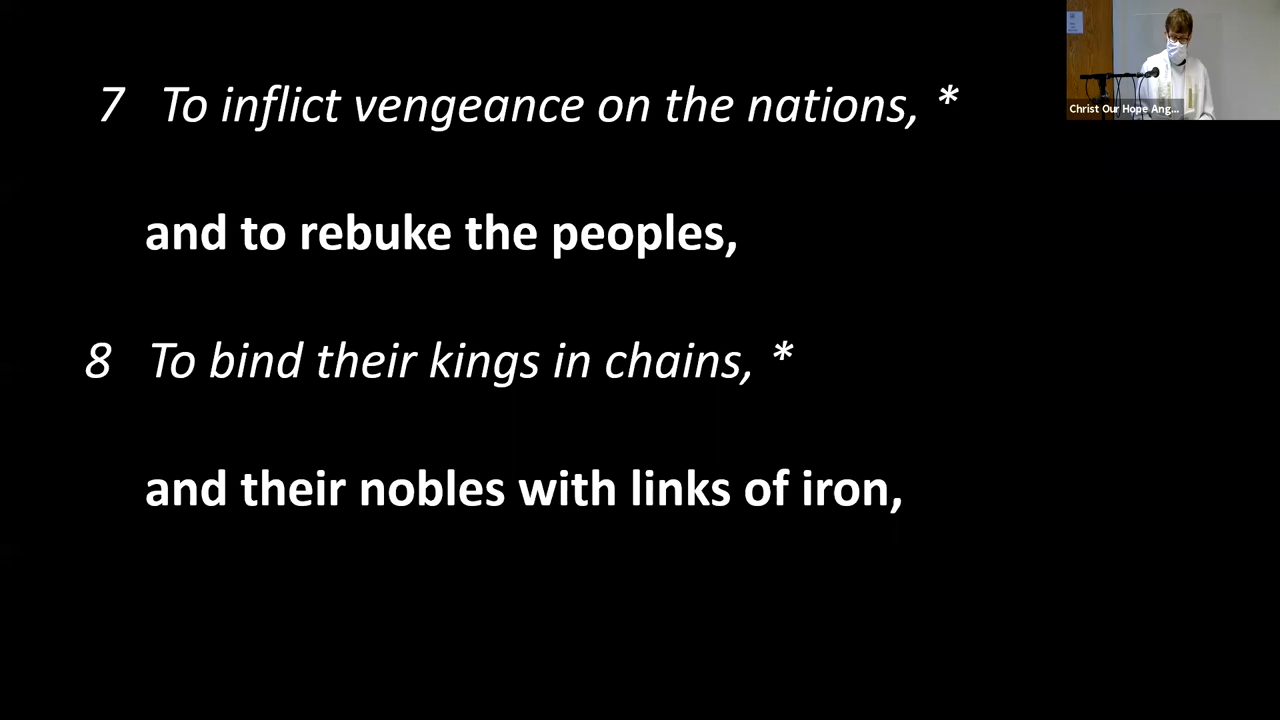 7 To inflict vengeance on the nations, *
and to rebuke the peoples,
8 To bind their kings in chains, *
and their nobles with links of iron,
Christ Our Hope Ang...